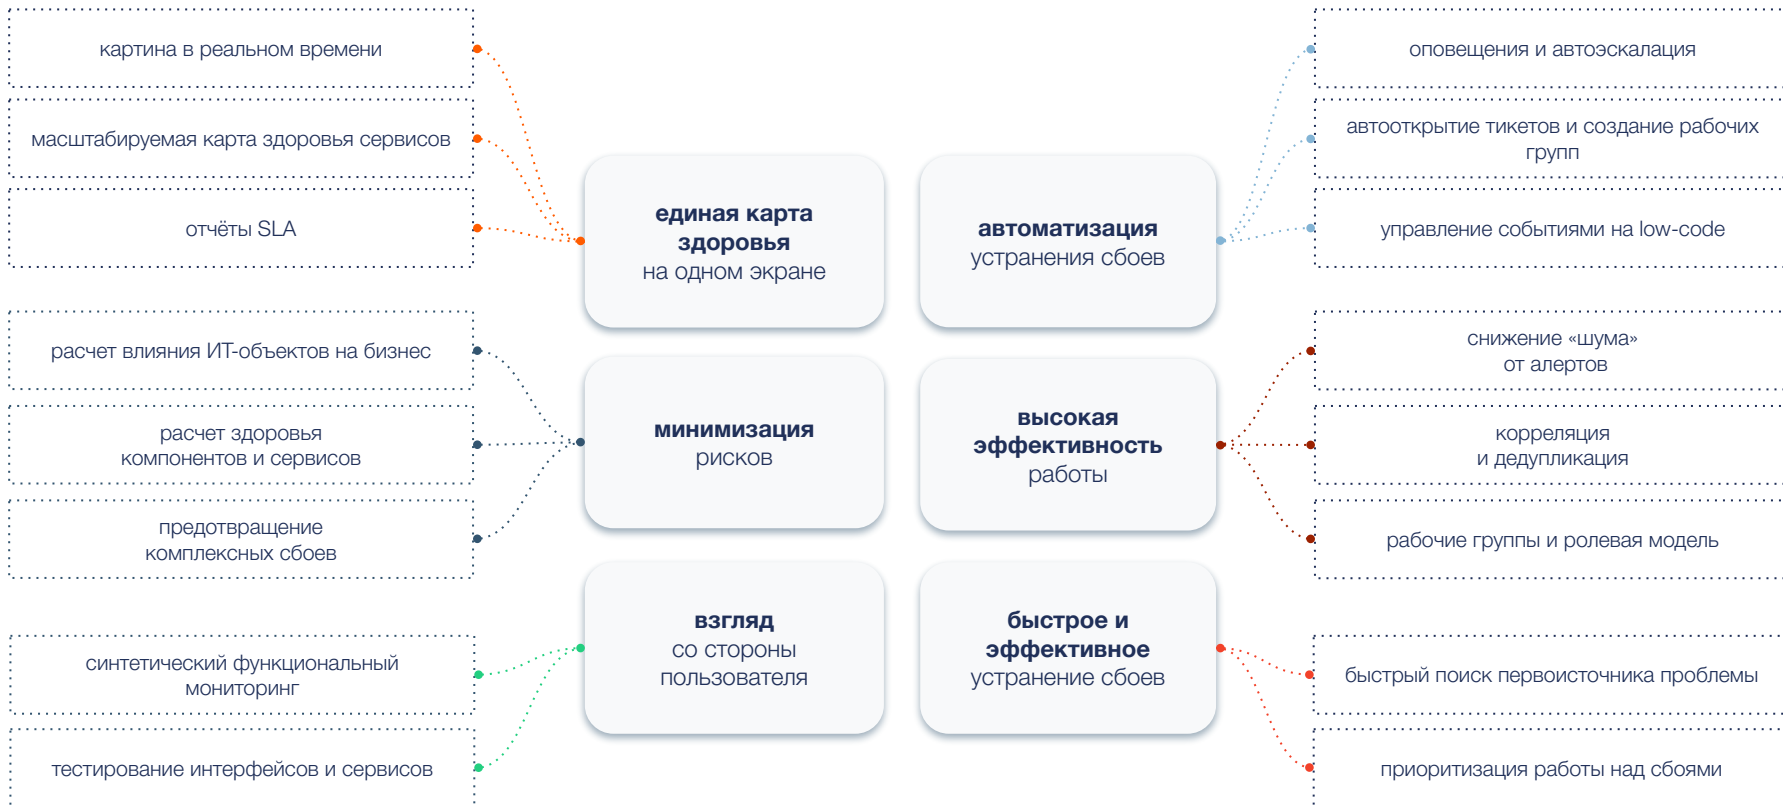 картина в реальном времени
масштабируемая карта здоровья сервисов
отчёты SLA
единая карта
здоровья
на одном экране
автоматизация
устранения сбоев
оповещения и автоэскалация
автооткрытие тикетов и создание рабочих
групп
управление событиями на low-code
расчет влияния ИТ-объектов на бизнес
расчет здоровья
компонентов и сервисов
предотвращение
комплексных сбоев
минимизация
рисков
высокая
эффективность
работы
снижение «шума»
от алертов
корреляция
и дедупликация
рабочие группы и ролевая модель
синтетический функциональный
мониторинг
тестирование интерфейсов и сервисов
взгляд
со стороны
пользователя
быстрое и
эффективное
устранение сбоев
быстрый поиск первоисточника проблемы
приоритизация работы над сбоями